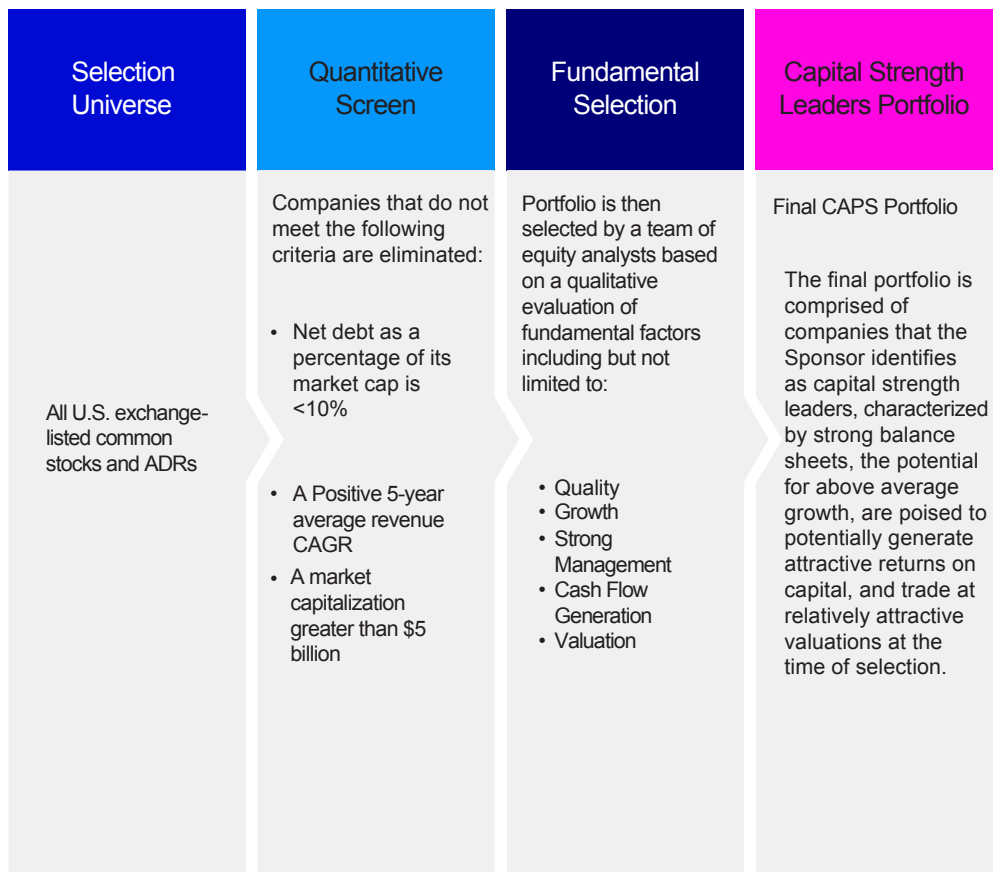 Selection
Universe
All U.S. exchange-
listed common
stocks and ADRs
Quantitative
Screen
Companies that do not
meet the following
criteria are eliminated:
• Net debt as a
percentage of its
market cap is
<10%
• A Positive 5-year
average revenue
CAGR
• A market
capitalization
greater than $5
billion
Fundamental
Selection
Portfolio is then
selected by a team of
equity analysts based
on a qualitative
evaluation of
fundamental factors
including but not
limited to:
• Quality
• Growth
• Strong
Management
• Cash Flow
Generation
• Valuation
Capital Strength
Leaders Portfolio
Final CAPS Portfolio
The final portfolio is
comprised of
companies that the
Sponsor identifies
as capital strength
leaders, characterized
by strong balance
sheets, the potential
for above average
growth, are poised to
potentially generate
attractive returns on
capital, and trade at
relatively attractive
valuations at the
time of selection.